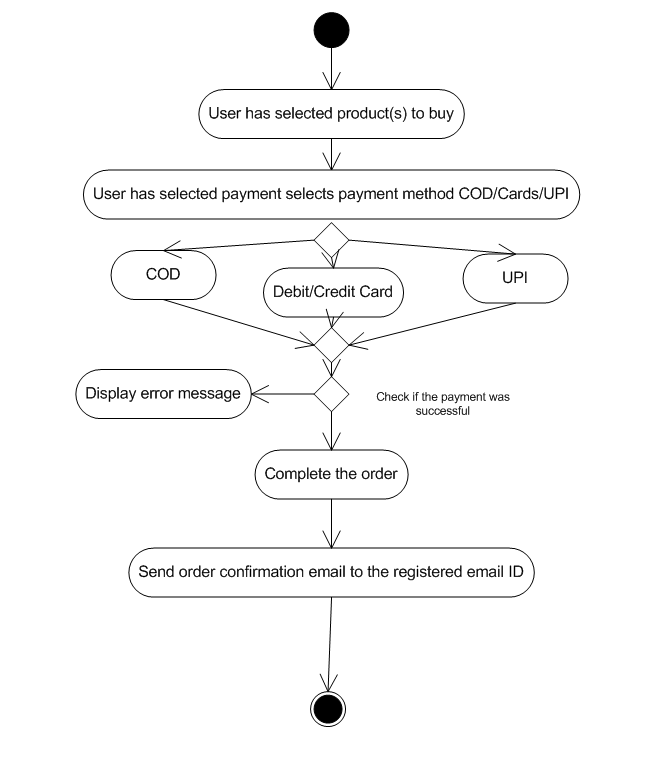 User has selected product(s) to buy
User has selected payment selects payment method COD/Cards/UPI
COD
Debit/Credit Card
UPI
Display error message
Check if the payment was
successful
Complete the order
Send order confirmation email to the registered email ID